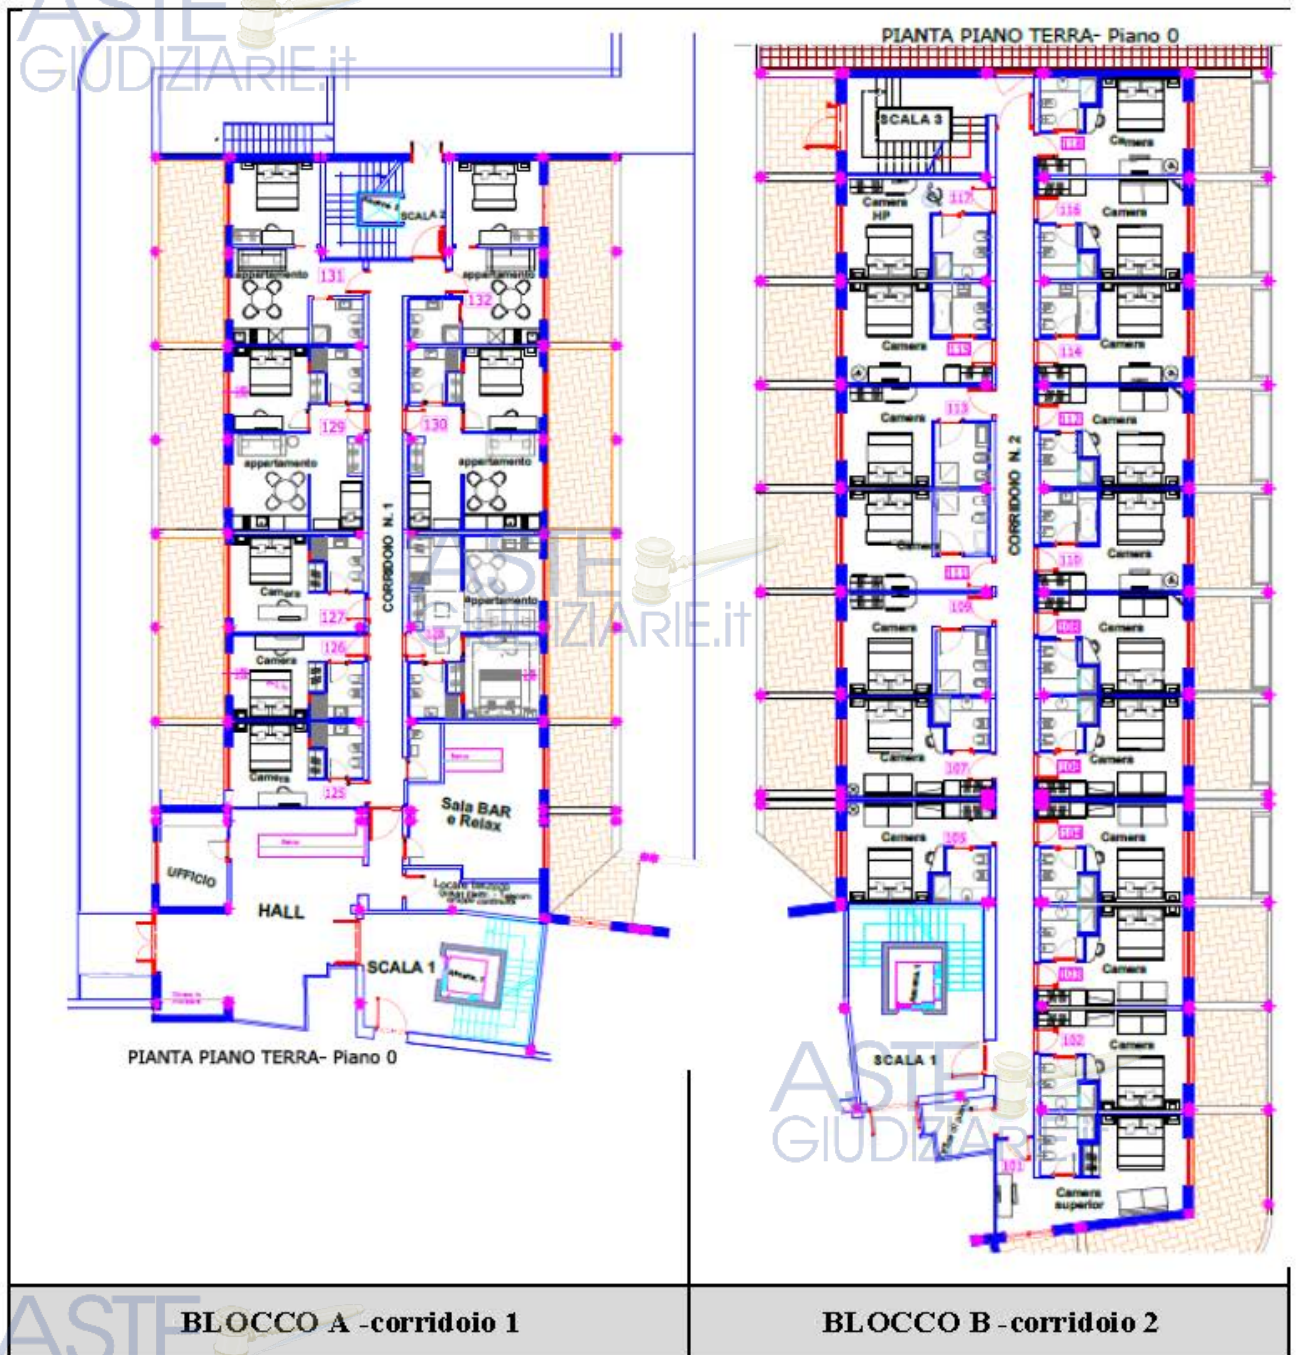 ASTE
GIUDIZIARIE.it
PIANTA PIANO TERRA- Piano 0
SCALA 2
appartamento
131
appartamento
132
129
130
appartamento
appartamento
CORRIDOIO N. 1
Camera
127
appartamento
126
Camera
Camera
125
Sala BAR
e Relax
UFFICIO
HALL
SCALA 1
PIANTA PIANO TERRA- Piano 0
SCALA 3
Camera
Camera
HP
117
116
Camera
Camera
114
Camera
Camera
113
Camera
CORRIDOIO N. 2
Camera
110
Camera
109
Camera
Camera
Camera
107
Camera
Camera
105
Camera
Camera
102
Camera
SCALA 1
101
Camera
superior
ASTE
GIUDIZIARIE.it
ASTE
GIUDIZIARIE
BLOCCO A -corridoio 1
BLOCCO B -corridoio 2
ASTE